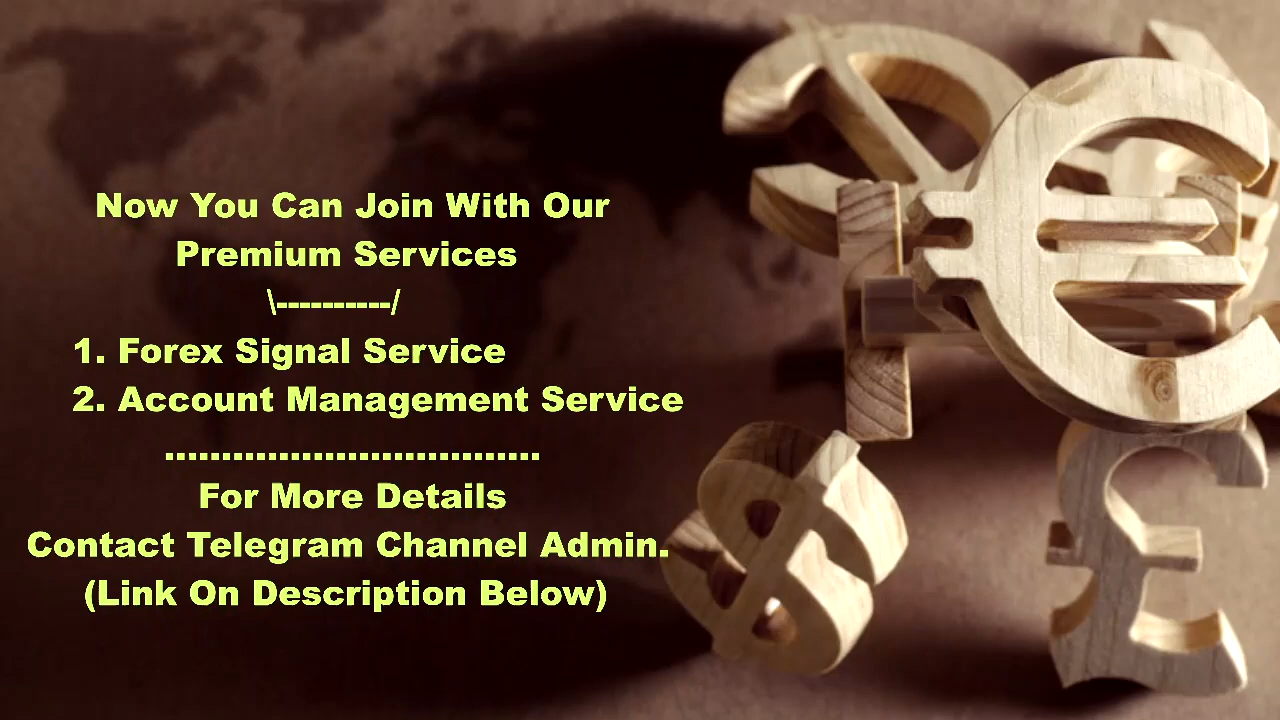 Now You Can Join With Our
Premium Services
\----------/
1. Forex Signal Service
2. Account Management Service
.................................
For More Details
Contact Telegram Channel Admin.
(Link On Description Below)